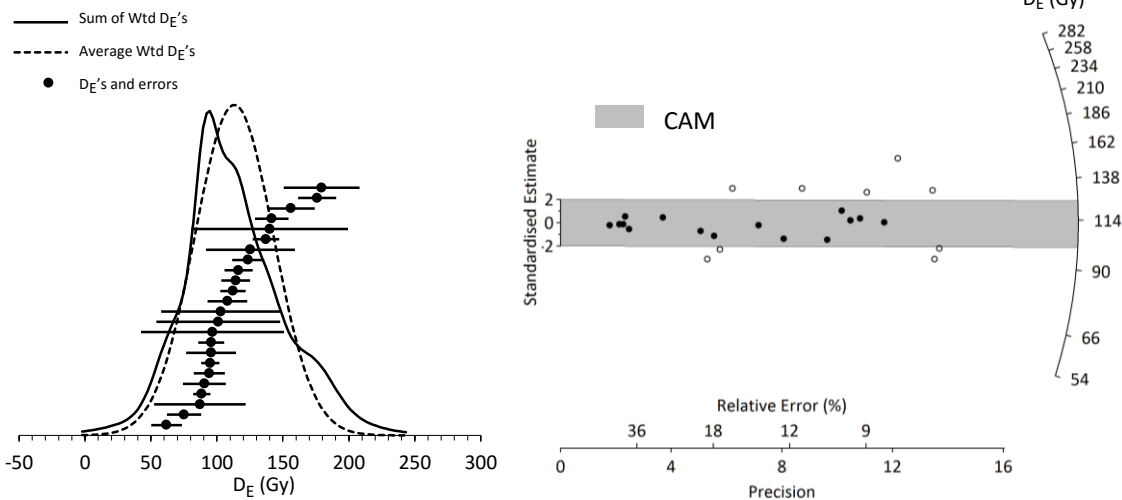 Sum of Wtd DE's
Average Wtd DE's
DE's and errors
-50 0 50 100 150 200 250 300
DE (Gy)
DE (Gy)
282
258
234
210
186
162
138
114
90
66
54
CAM
Standardised Estimate
2
0
-2
Relative Error (%)
36 18 12 9
0 4 8 12 16
Precision